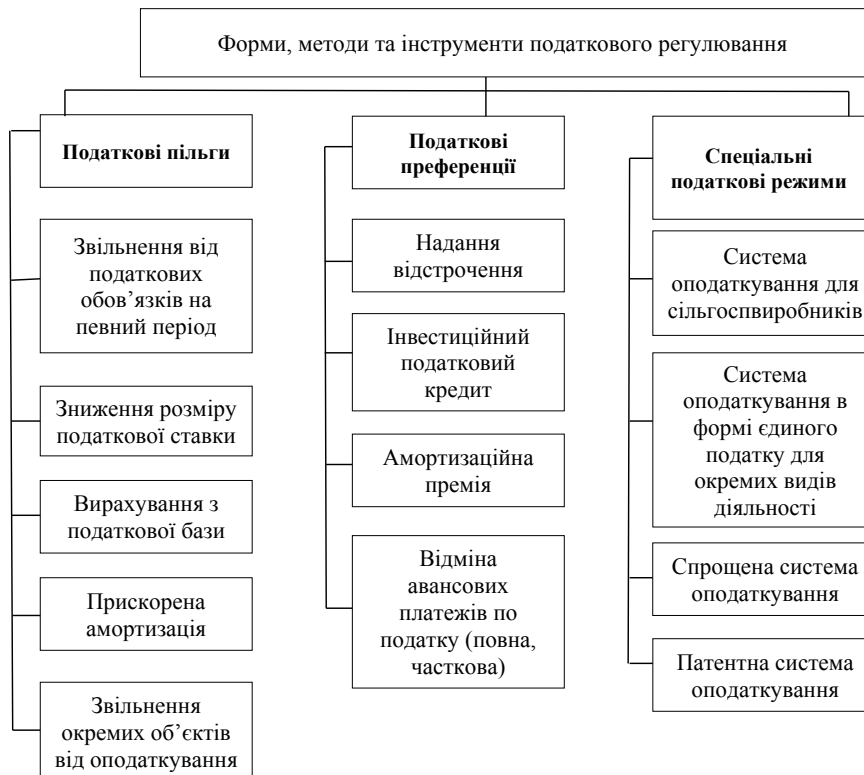 Форми, методи та інструменти податкового регулювання
Податкові пільги
Звільнення від
податкових
обов’язків на
певний період
Зниження розміру
податкової ставки
Вирахування з
податкової бази
Прискорена
амортизація
Звільнення
окремих об’єктів
від оподаткування
Податкові
преференції
Надання
відстрочення
Інвестиційний
податковий
кредит
Амортизаційна
премія
Відміна
авансових
платежів по
податку (повна,
часткова)
Спеціальні
податкові режими
Система
оподаткування для
сільгоспвиробників
Система
оподаткування в
формі єдиного
податку для
окремих видів
діяльності
Спрощена система
оподаткування
Патентна система
оподаткування